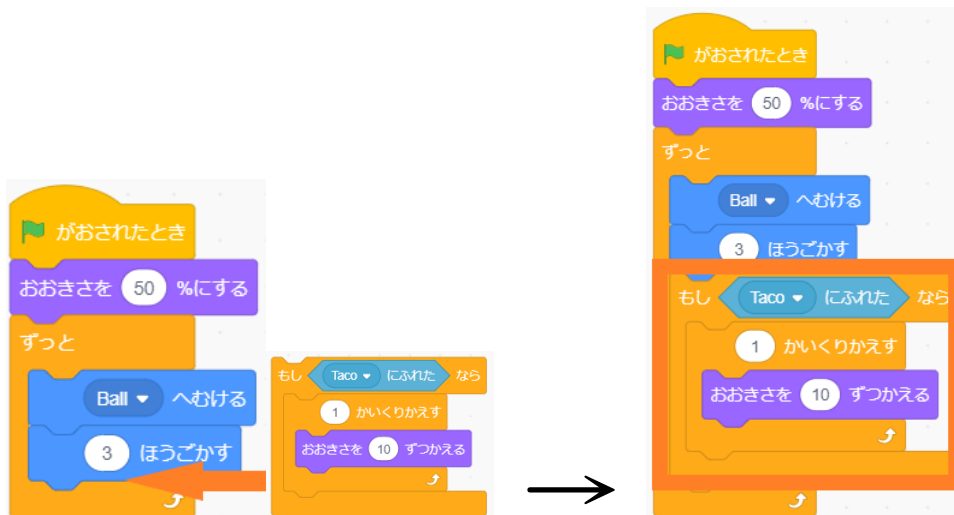 がおされたとき
おおきさを 50 %にする
ずっと
Ball へむける
3 ほうごかす
もし Taco にふれた なら
1 かいくりかえす
おおきさを 10 ずつかえる
がおされたとき
おおきさを 50 %にする
ずっと
Ball へむける
3 ほうごかす
もし Taco にふれた なら
1 かいくりかえす
おおきさを 10 ずつかえる